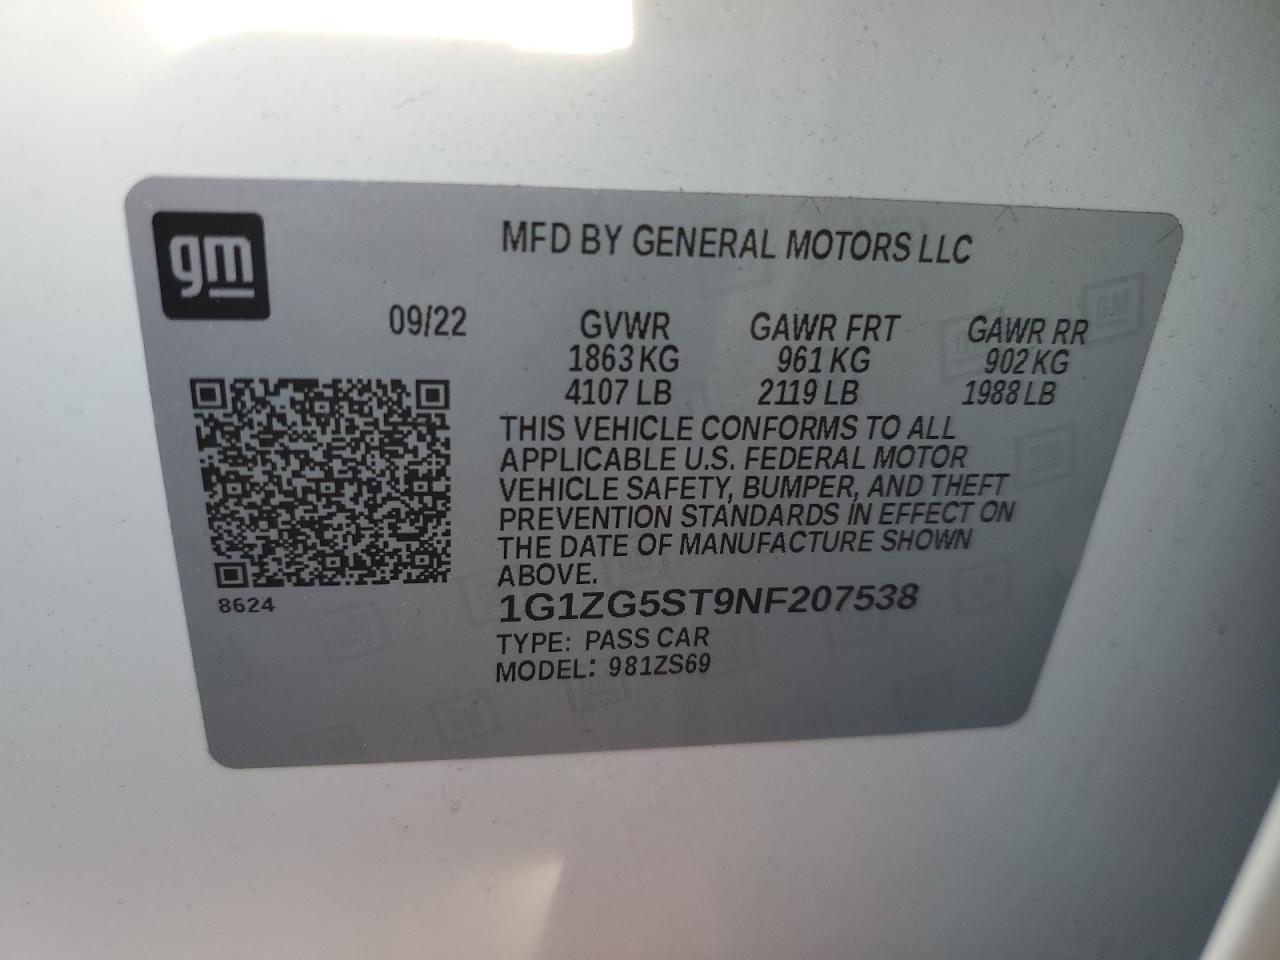 gm
MFD BY GENERAL MOTORS LLC
09/22 GVWR GAWR FRT GAWR RR
1863 KG 961 KG 902 KG
4107 LB 2119 LB 1988 LB
THIS VEHICLE CONFORMS TO ALL
APPLICABLE U.S. FEDERAL MOTOR
VEHICLE SAFETY, BUMPER, AND THEFT
PREVENTION STANDARDS IN EFFECT ON
THE DATE OF MANUFACTURE SHOWN
ABOVE.
8624
1G1ZG5ST9NF207538
TYPE: PASS CAR
MODEL: 981ZS69